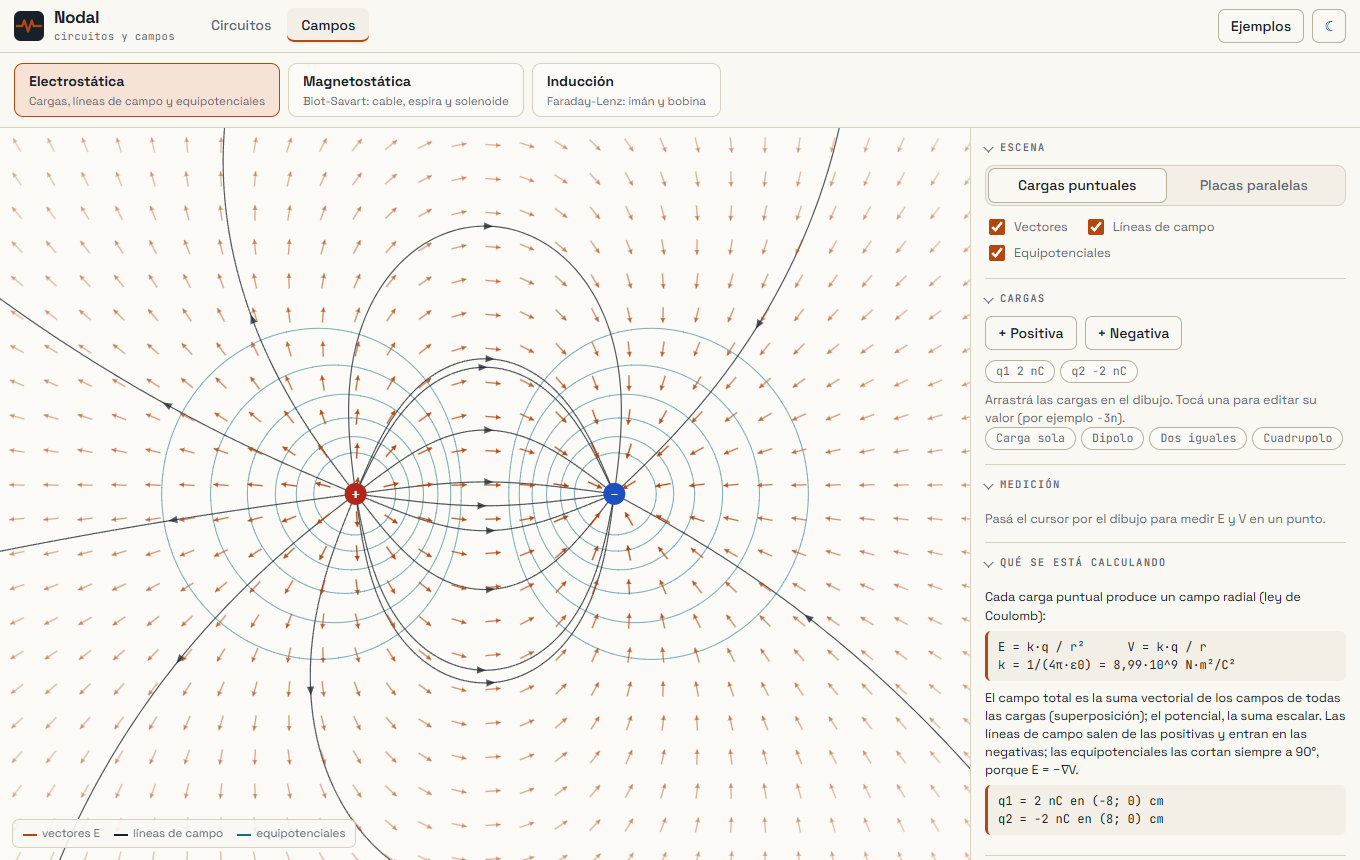 Nodal
circuitos y campos
Circuitos
Campos
Ejemplos
☾
Electrostática
Cargas, líneas de campo y equipotenciales
Magnetostática
Biot-Savart: cable, espira y solenoide
Inducción
Faraday-Lenz: imán y bobina
+
−
vectores E
líneas de campo
equipotenciales
ESCENA
Cargas puntuales
Placas paralelas
Vectores
Líneas de campo
Equipotenciales
CARGAS
+ Positiva
+ Negativa
q1 2 nC
q2 -2 nC
Arrastrá las cargas en el dibujo. Tocá una para editar su
valor (por ejemplo -3n).
Carga sola
Dipolo
Dos iguales
Cuadrupolo
MEDICIÓN
Pasá el cursor por el dibujo para medir E y V en un punto.
QUÉ SE ESTÁ CALCULANDO
Cada carga puntual produce un campo radial (ley de
Coulomb):
E = k·q / r²      V = k·q / r
k = 1/(4π·ε0) = 8,99·10^9 N·m²/C²
El campo total es la suma vectorial de los campos de todas
las cargas (superposición); el potencial, la suma escalar. Las
líneas de campo salen de las positivas y entran en las
negativas; las equipotenciales las cortan siempre a 90°,
porque E = −∇V.
q1 = 2 nC en (-8; 0) cm
q2 = -2 nC en (8; 0) cm